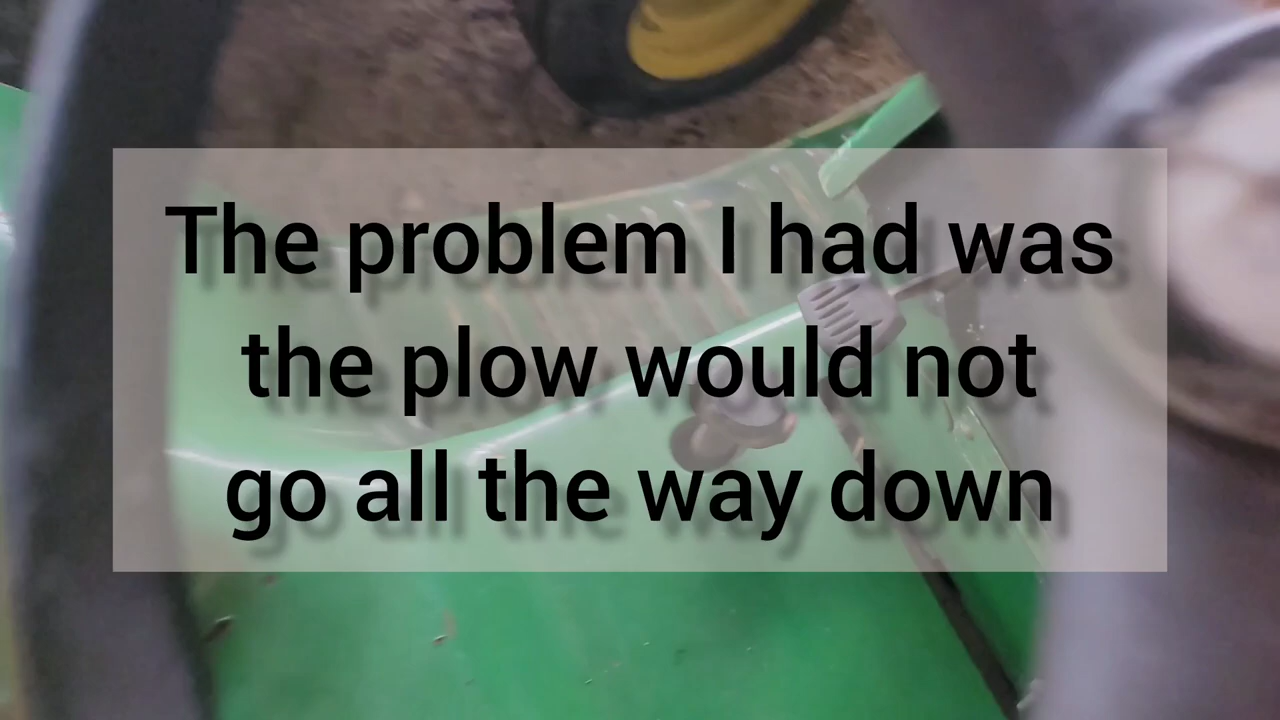 The problem I had was
the plow would not
go all the way down